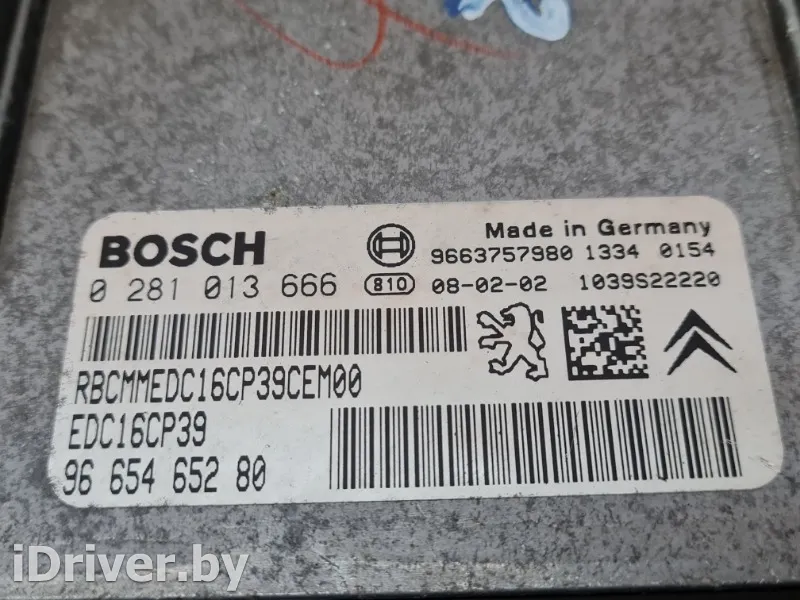 BOSCH
Made in Germany
9663757980 1334 0154
0 281 013 666 810 08-02-02 1039S22220
RBCMMEDC16CP39CEM00
EDC16CP39
96 654 652 80
iDriver.by